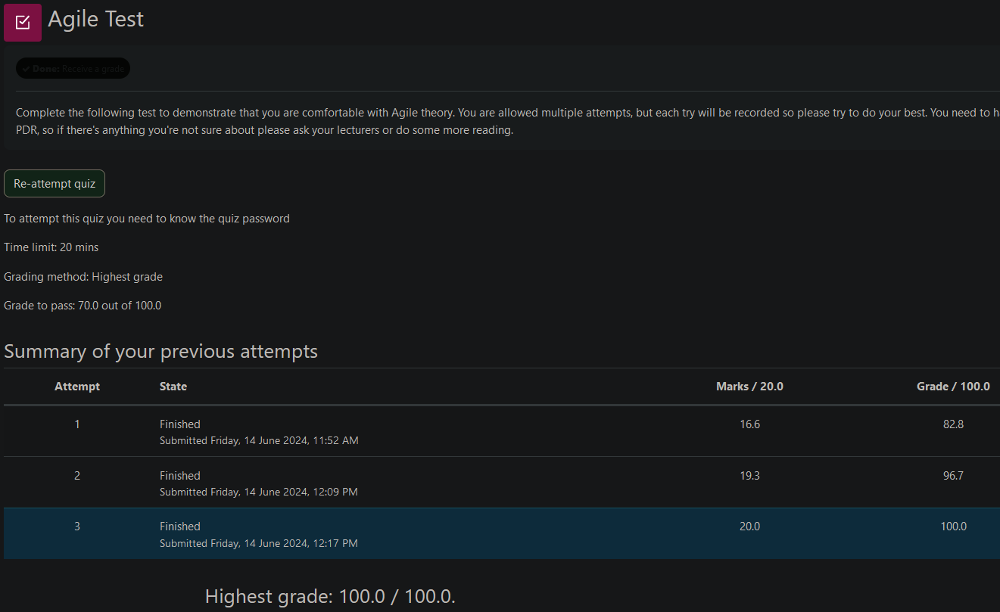 Agile Test
Done: Receive a grade
Complete the following test to demonstrate that you are comfortable with Agile theory. You are allowed multiple attempts, but each try will be recorded so please try to do your best. You need to
PDR, so if there's anything you're not sure about please ask your lecturers or do some more reading.
Re-attempt quiz
To attempt this quiz you need to know the quiz password
Time limit: 20 mins
Grading method: Highest grade
Grade to pass: 70.0 out of 100.0
Summary of your previous attempts
Attempt State Marks / 20.0 Grade / 100.0
1 Finished 16.6 82.8
Submitted Friday, 14 June 2024, 11:52 AM
2 Finished 19.3 96.7
Submitted Friday, 14 June 2024, 12:09 PM
3 Finished 20.0 100.0
Submitted Friday, 14 June 2024, 12:17 PM
Highest grade: 100.0 / 100.0.